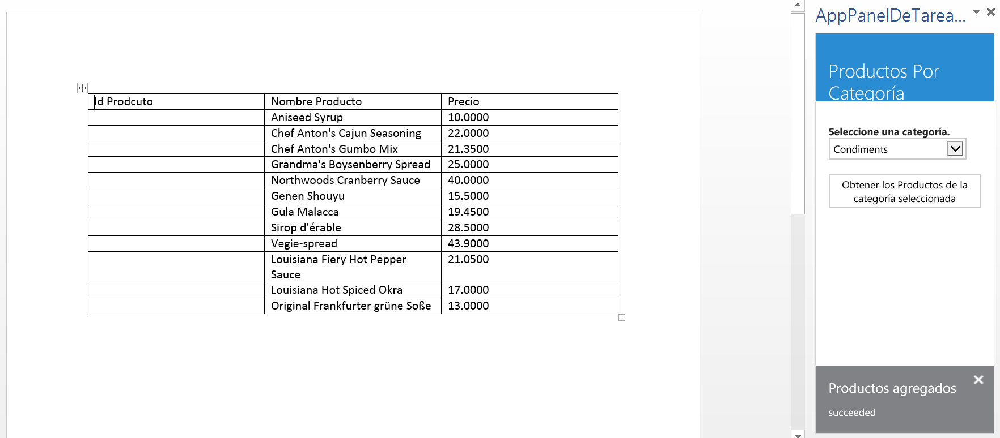 AppPanelDeTarea...
Productos Por
Categoría
Id Prodcuto Nombre Producto Precio
Aniseed Syrup 10.0000
Chef Anton's Cajun Seasoning 22.0000
Chef Anton's Gumbo Mix 21.3500
Grandma's Boysenberry Spread 25.0000
Northwoods Cranberry Sauce 40.0000
Genen Shouyu 15.5000
Gula Malacca 19.4500
Sirop d'érable 28.5000
Vegie-spread 43.9000
Louisiana Fiery Hot Pepper 21.0500
Sauce
Louisiana Hot Spiced Okra 17.0000
Original Frankfurter grüne Soße 13.0000
Seleccione una categoría.
Condiments
Obtener los Productos de la
categoría seleccionada
Productos agregados
succeeded